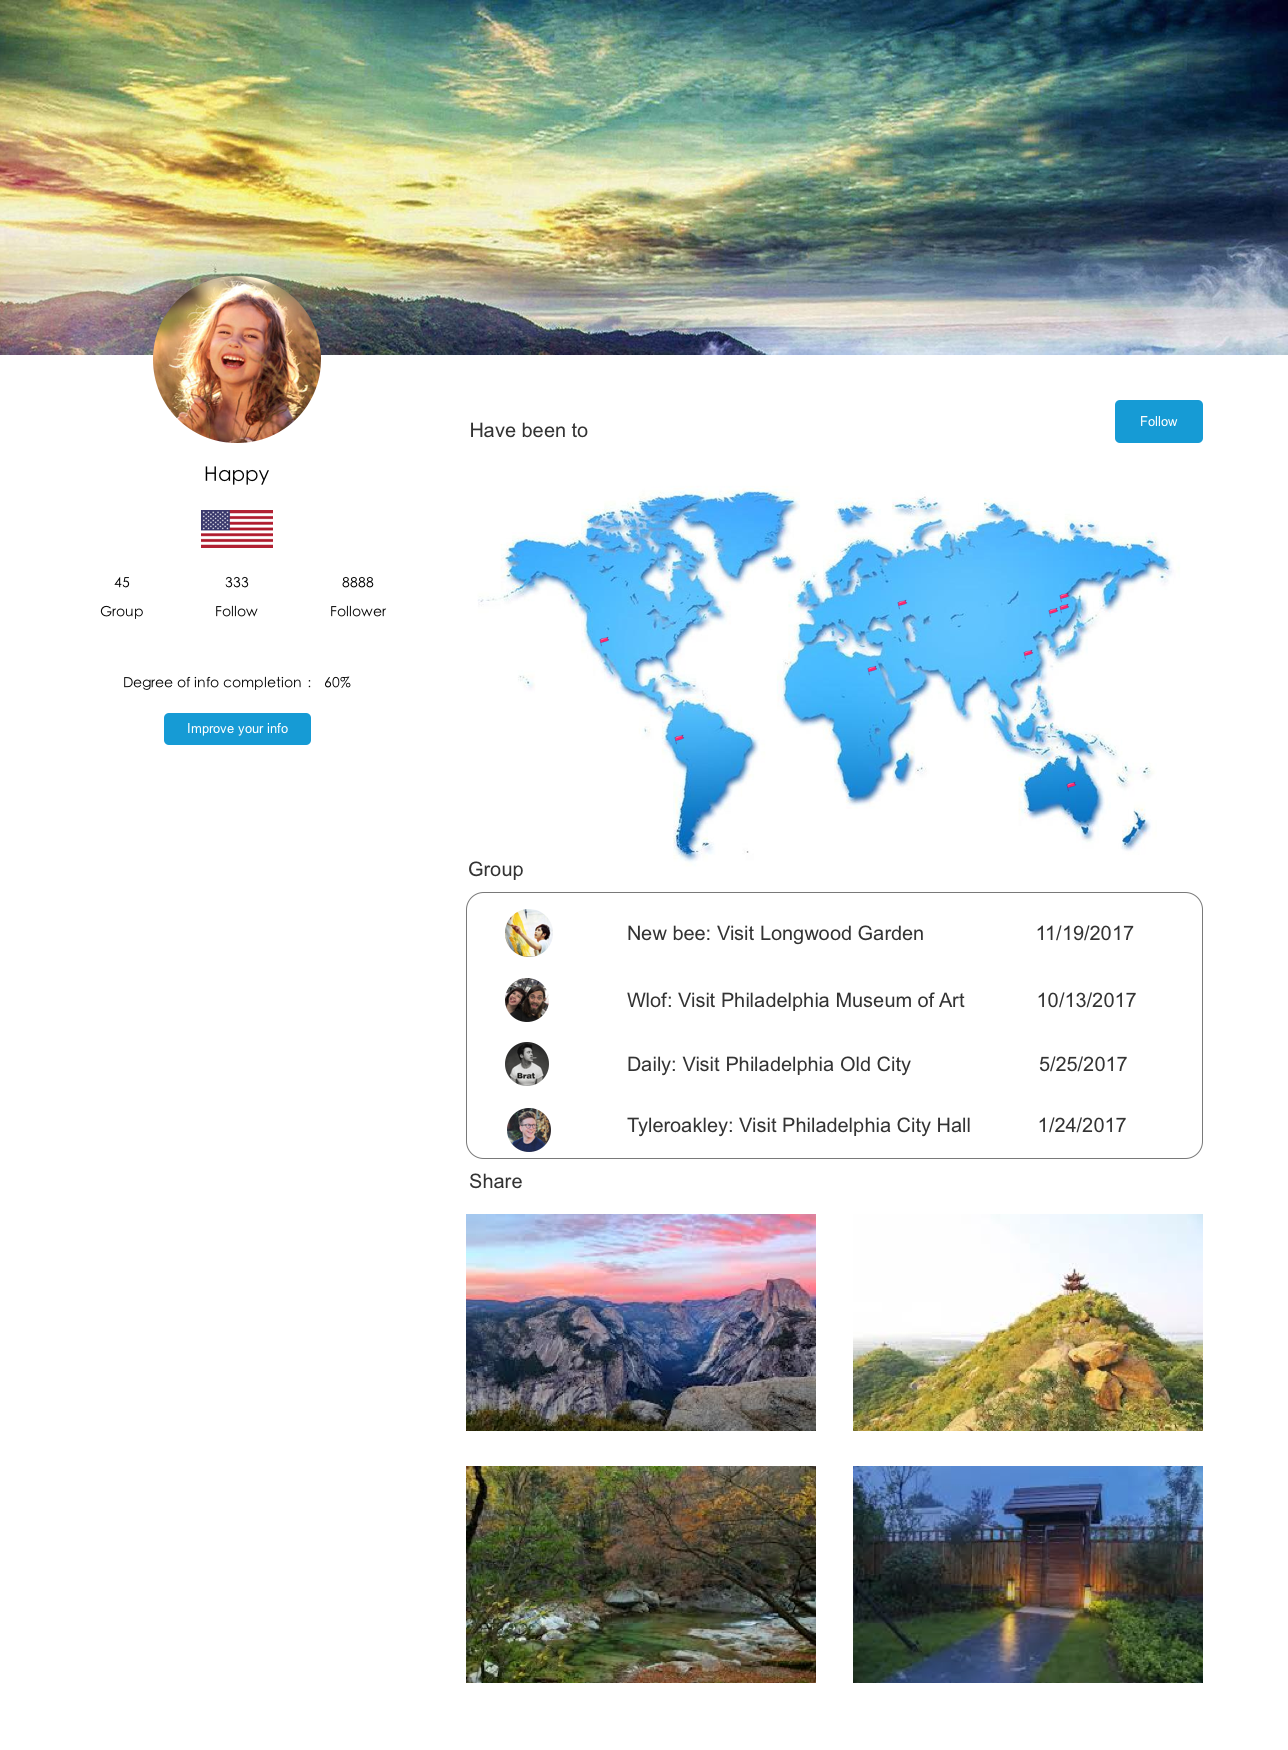 Happy
45 333 8888
Group Follow Follower
Degree of info completion : 60%
Improve your info
Have been to
Follow
Group
New bee: Visit Longwood Garden 11/19/2017
Wlof: Visit Philadelphia Museum of Art 10/13/2017
Brat
Daily: Visit Philadelphia Old City 5/25/2017
Tyleroakley: Visit Philadelphia City Hall 1/24/2017
Share